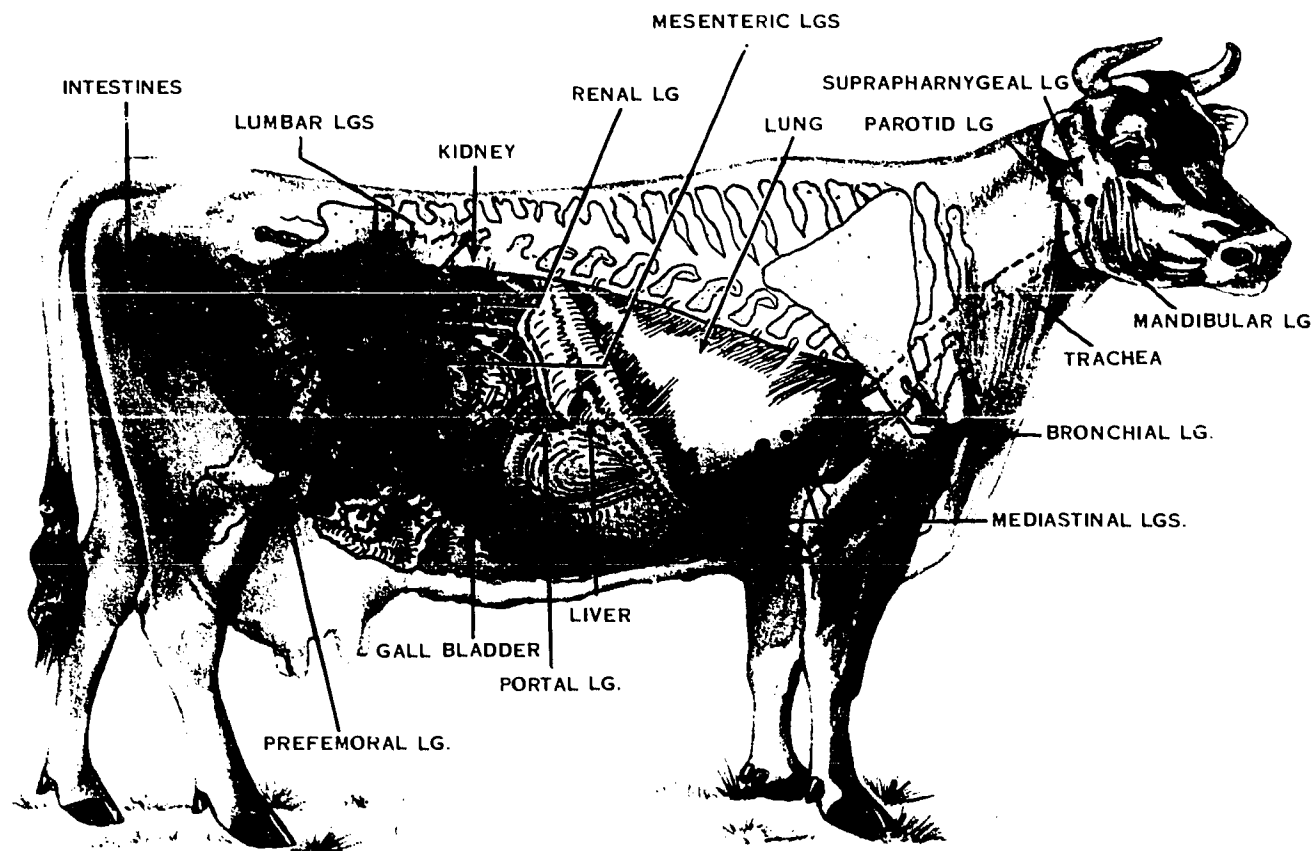 MESENTERIC LGS
INTESTINES
RENAL LG
SUPRAPHARNYGEAL LG
LUMBAR LGS
LUNG
PAROTID LG
KIDNEY
MANDIBULAR LG
TRACHEA
BRONCHIAL LG.
MEDIASTINAL LGS.
LIVER
GALL BLADDER
PORTAL LG.
PREFEMORAL LG.